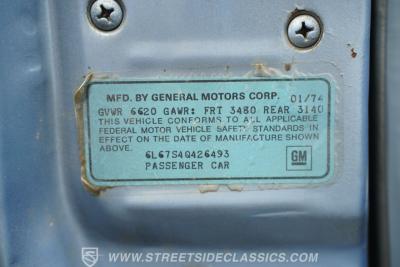 MFD. BY GENERAL MOTORS CORP. 01/74
GVWR 6620 GAWR: FRT 3480 REAR 3140
THIS VEHICLE CONFORMS TO ALL APPLICABLE
FEDERAL MOTOR VEHICLE SAFETY STANDARDS IN
EFFECT ON THE DATE OF MANUFACTURE SHOWN
ABOVE.
6L67S4Q426493
PASSENGER CAR
GM
STREETSIDECLASSICS.COM
WWW.STREETSIDECLASSICS.COM